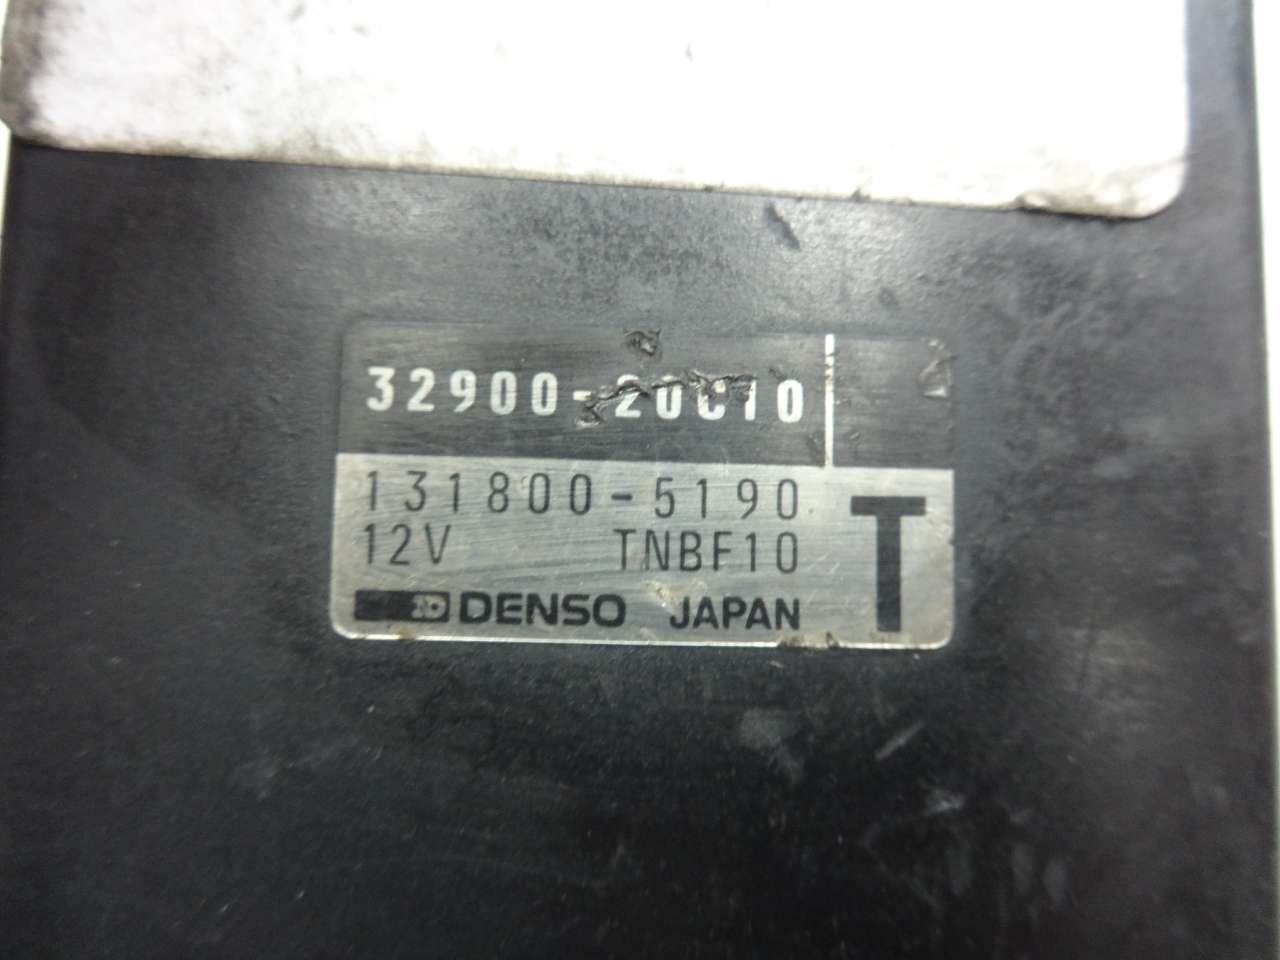 32900-20C10
131800-5190
12V TNBF10
DENSO JAPAN
T